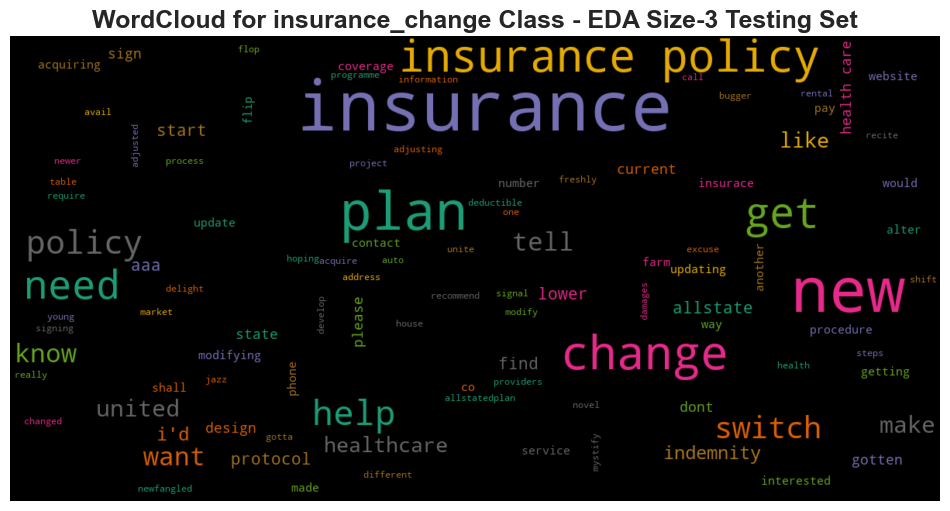 WordCloud for insurance_change Class - EDA Size-3 Testing Set
sign
flop
insurance policy
acquiring
coverage
programme
information
call
health care
website
insurance
bugger
rental
avail
flip
pay
start
adjusted
like
recite
newer
process
project
adjusting
current
table
require
number
freshly
insurace
would
plan
deductible
one
get
update
alter
policy
contact
tell
unite
excuse
another
aaa
hoping
acquire
auto
farm
updating
need
delight
address
shift
new
young
market
develop
recommend
signal
lower
damages
allstate
signing
please
house
modify
way
procedure
state
know
modifying
find
change
steps
really
jazz
phone
co
providers
health
getting
shall
allstatedplan
united
novel
dont
changed
i'd
design
gotta
help
switch
make
healthcare
service
mystify
want
protocol
indemnity
gotten
different
newfangled
made
interested